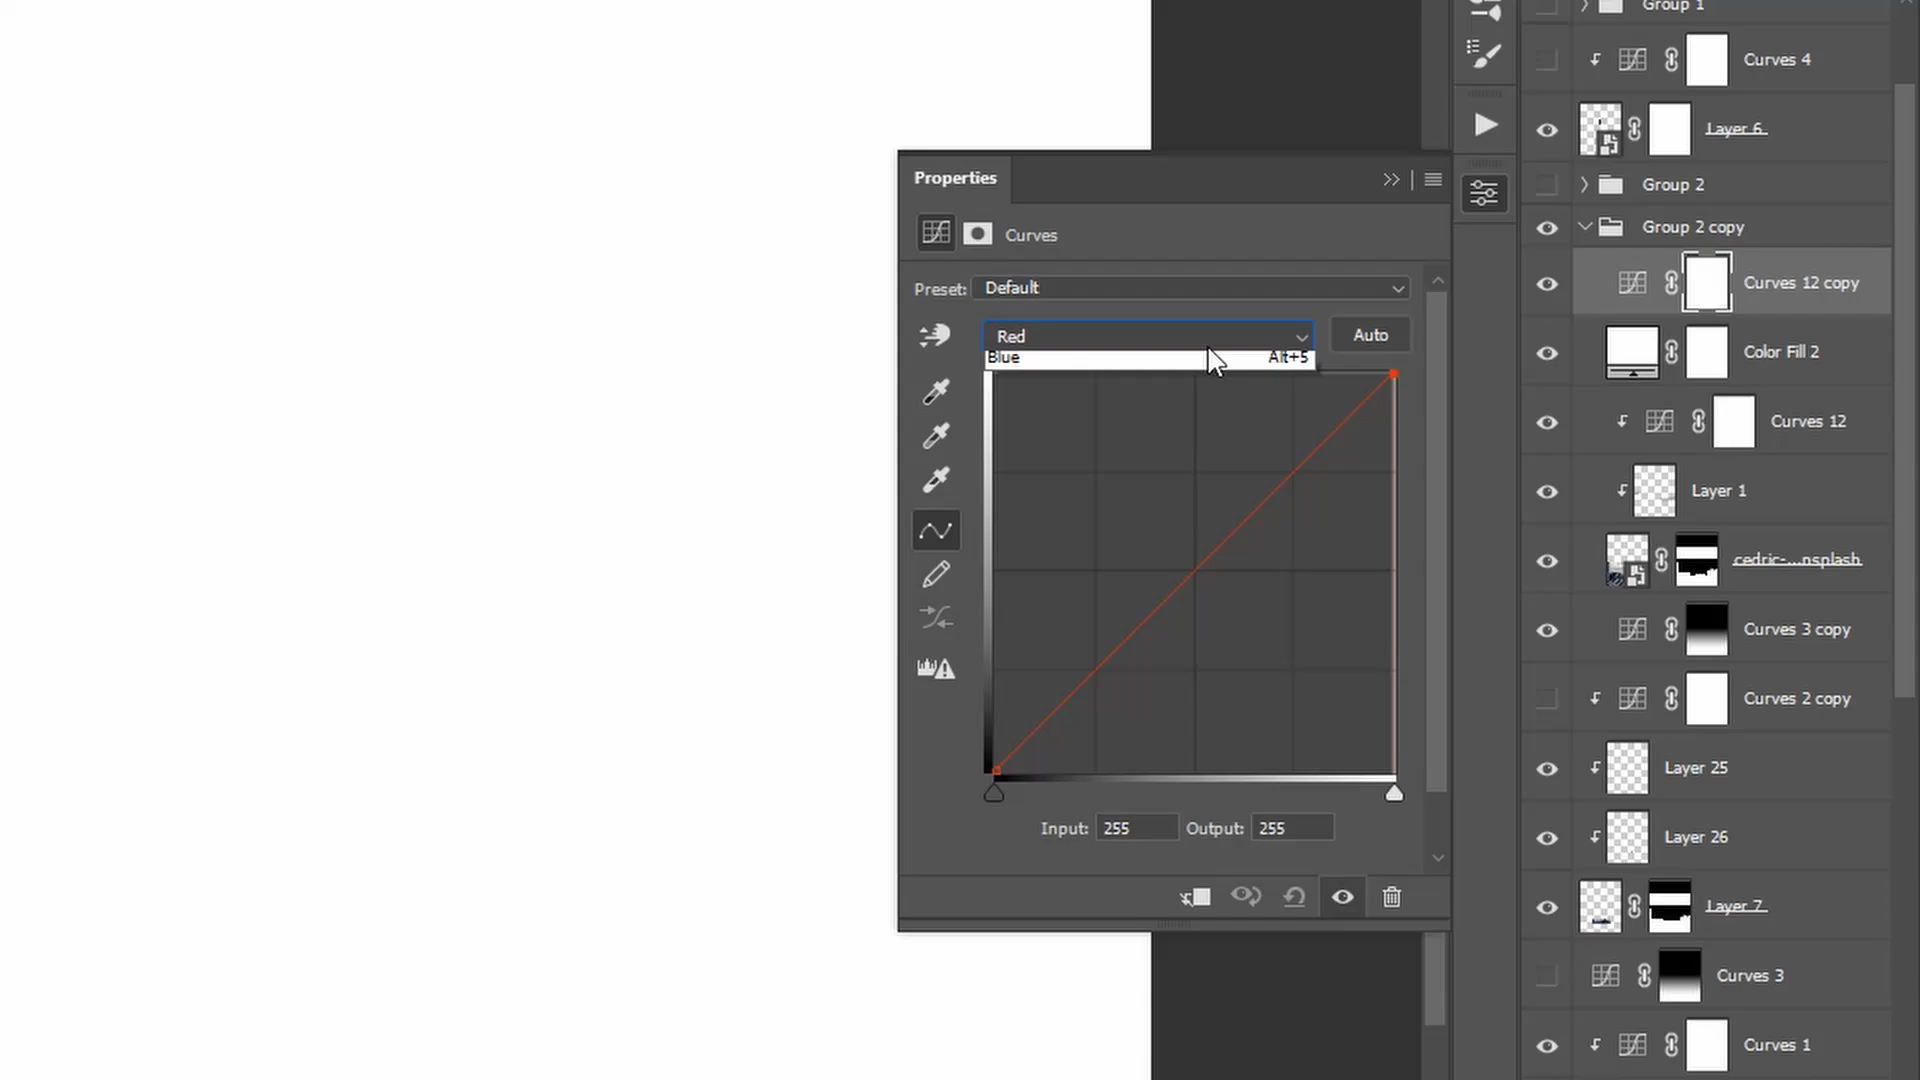 Group 1
Curves 4
Layer 6
Properties
Group 2
Curves
Group 2 copy
Preset: Default
Curves 12 copy
Red
Auto
Blue Alt+5
Color Fill 2
Curves 12
Layer 1
cedric-...nsplash
Curves 3 copy
Curves 2 copy
Layer 25
Input: 255 Output: 255
Layer 26
Layer 7
Curves 3
Curves 1